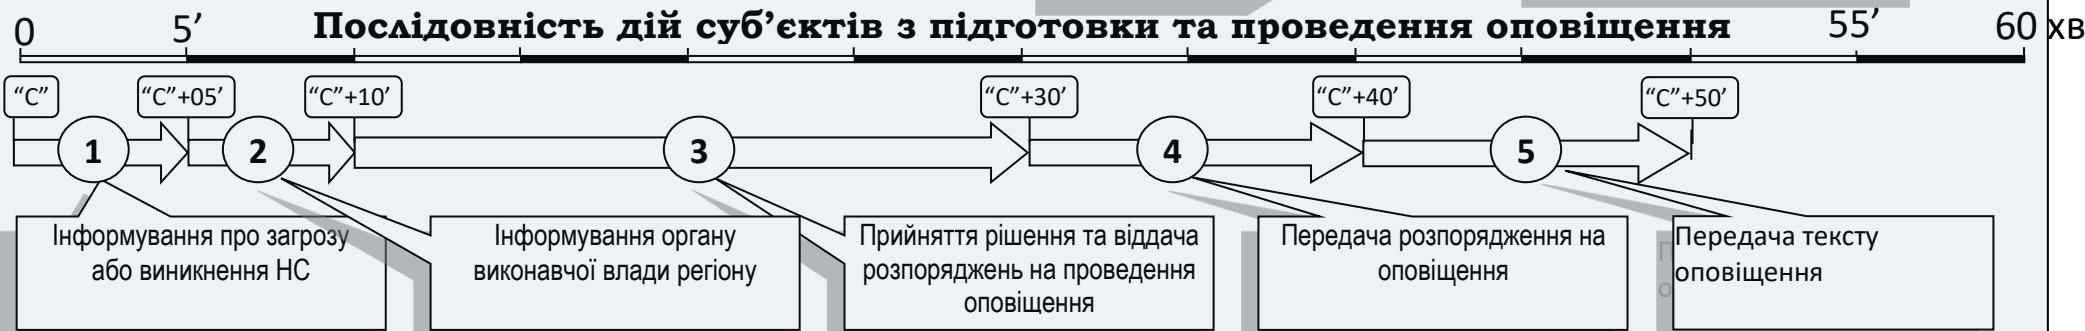 Послідовність дій суб’єктів з підготовки та проведення оповіщення
0 5’ 55’ 60 хв
“С” “С”+05’ “С”+10’ “С”+30’ “С”+40’ “С”+50’
1 2 3 4 5
Інформування про загрозу
або виникнення НС
Інформування органу
виконавчої влади регіону
Прийняття рішення та віддача
розпоряджень на проведення
оповіщення
Передача розпорядження на
оповіщення
Передача тексту
оповіщення